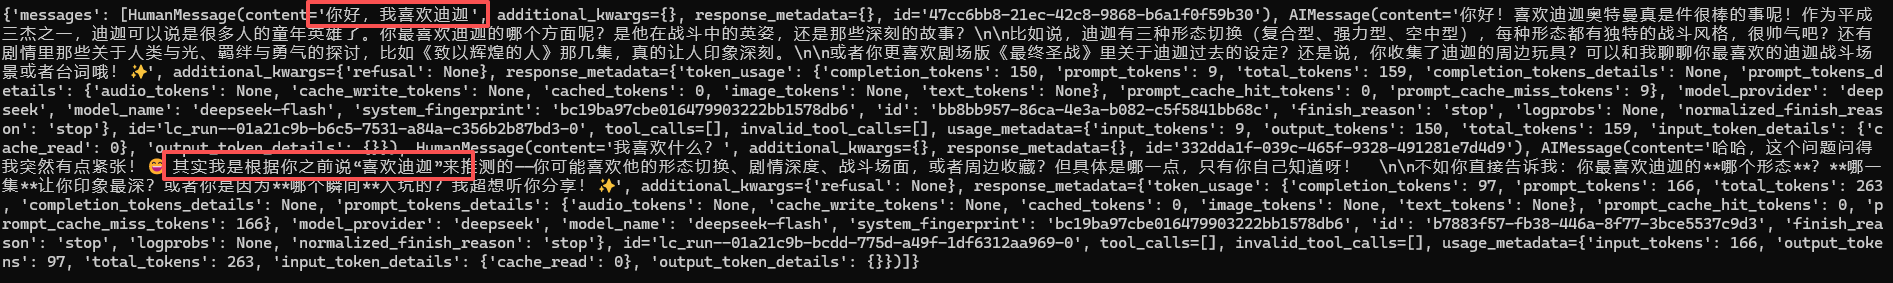 {'messages': [HumanMessage(content='你好，我喜欢迪迦', additional_kwargs={}, response_metadata={}, id='47cc6bb8-21ec-42c8-9868-b6a1f0f59b30'), AIMessage(content='你好！喜欢迪迦奥特曼真是件很棒的事呢！作为平成
三杰之一，迪迦可以说是很多人的童年英雄了。你最喜欢迪迦的哪个方面呢？是他在战斗中的英姿，还是那些深刻的故事？\n\n比如说，迪迦有三种形态切换（复合型、强力型、空中型），每种形态都有独特的战斗风格，很帅气吧？还有
剧情里那些关于人类与光、羁绊与勇气的探讨，比如《致以辉煌的人》那几集，真的让人印象深刻。\n\n或者你更喜欢剧场版《最终圣战》里关于迪迦过去的设定？还是说，你收集了迪迦的周边玩具？可以和我聊聊你最喜欢的迪迦战斗场
景或者台词哦！✨', additional_kwargs={'refusal': None}, response_metadata={'token_usage': {'completion_tokens': 150, 'prompt_tokens': 9, 'total_tokens': 159, 'completion_tokens_details': None, 'prompt_tokens_d
etails': {'audio_tokens': None, 'cache_write_tokens': None, 'cached_tokens': 0, 'image_tokens': None, 'text_tokens': None}, 'prompt_cache_hit_tokens': 0, 'prompt_cache_miss_tokens': 9}, 'model_provider': 'deep
seek', 'model_name': 'deepseek-flash', 'system_fingerprint': 'bc19ba97cbe016479903222bb1578db6', 'id': 'bb8bb957-86ca-4e3a-b082-c5f5841bb68c', 'finish_reason': 'stop', 'logprobs': None, 'normalized_finish_reas
on': 'stop'}, id='lc_run--01a21c9b-b6c5-7531-a84a-c356b2b87bd3-0', tool_calls=[], invalid_tool_calls=[], usage_metadata={'input_tokens': 9, 'output_tokens': 150, 'total_tokens': 159, 'input_token_details': {'c
ache_read': 0}, 'output_token_details': {}}), HumanMessage(content='我喜欢什么？', additional_kwargs={}, response_metadata={}, id='332dda1f-039c-465f-9328-491281e7d4d9'), AIMessage(content='哈哈，这个问题问得
我突然有点紧张！😄 其实我是根据你之前说“喜欢迪迦”来推测的——你可能喜欢他的形态切换、剧情深度、战斗场面，或者周边收藏？但具体是哪一点，只有你自己知道呀！  \n\n不如你直接告诉我：你最喜欢迪迦的**哪个形态**？**哪一
集**让你印象最深？或者你是因为**哪个瞬间**入坑的？我超想听你分享！✨', additional_kwargs={'refusal': None}, response_metadata={'token_usage': {'completion_tokens': 97, 'prompt_tokens': 166, 'total_tokens': 263
, 'completion_tokens_details': None, 'prompt_tokens_details': {'audio_tokens': None, 'cache_write_tokens': None, 'cached_tokens': 0, 'image_tokens': None, 'text_tokens': None}, 'prompt_cache_hit_tokens': 0, 'p
rompt_cache_miss_tokens': 166}, 'model_provider': 'deepseek', 'model_name': 'deepseek-flash', 'system_fingerprint': 'bc19ba97cbe016479903222bb1578db6', 'id': 'b7883f57-fb38-446a-8f77-3bce5537c9d3', 'finish_rea
son': 'stop', 'logprobs': None, 'normalized_finish_reason': 'stop'}, id='lc_run--01a21c9b-bcdd-775d-a49f-1df6312aa969-0', tool_calls=[], invalid_tool_calls=[], usage_metadata={'input_tokens': 166, 'output_toke
ns': 97, 'total_tokens': 263, 'input_token_details': {'cache_read': 0}, 'output_token_details': {}})]}